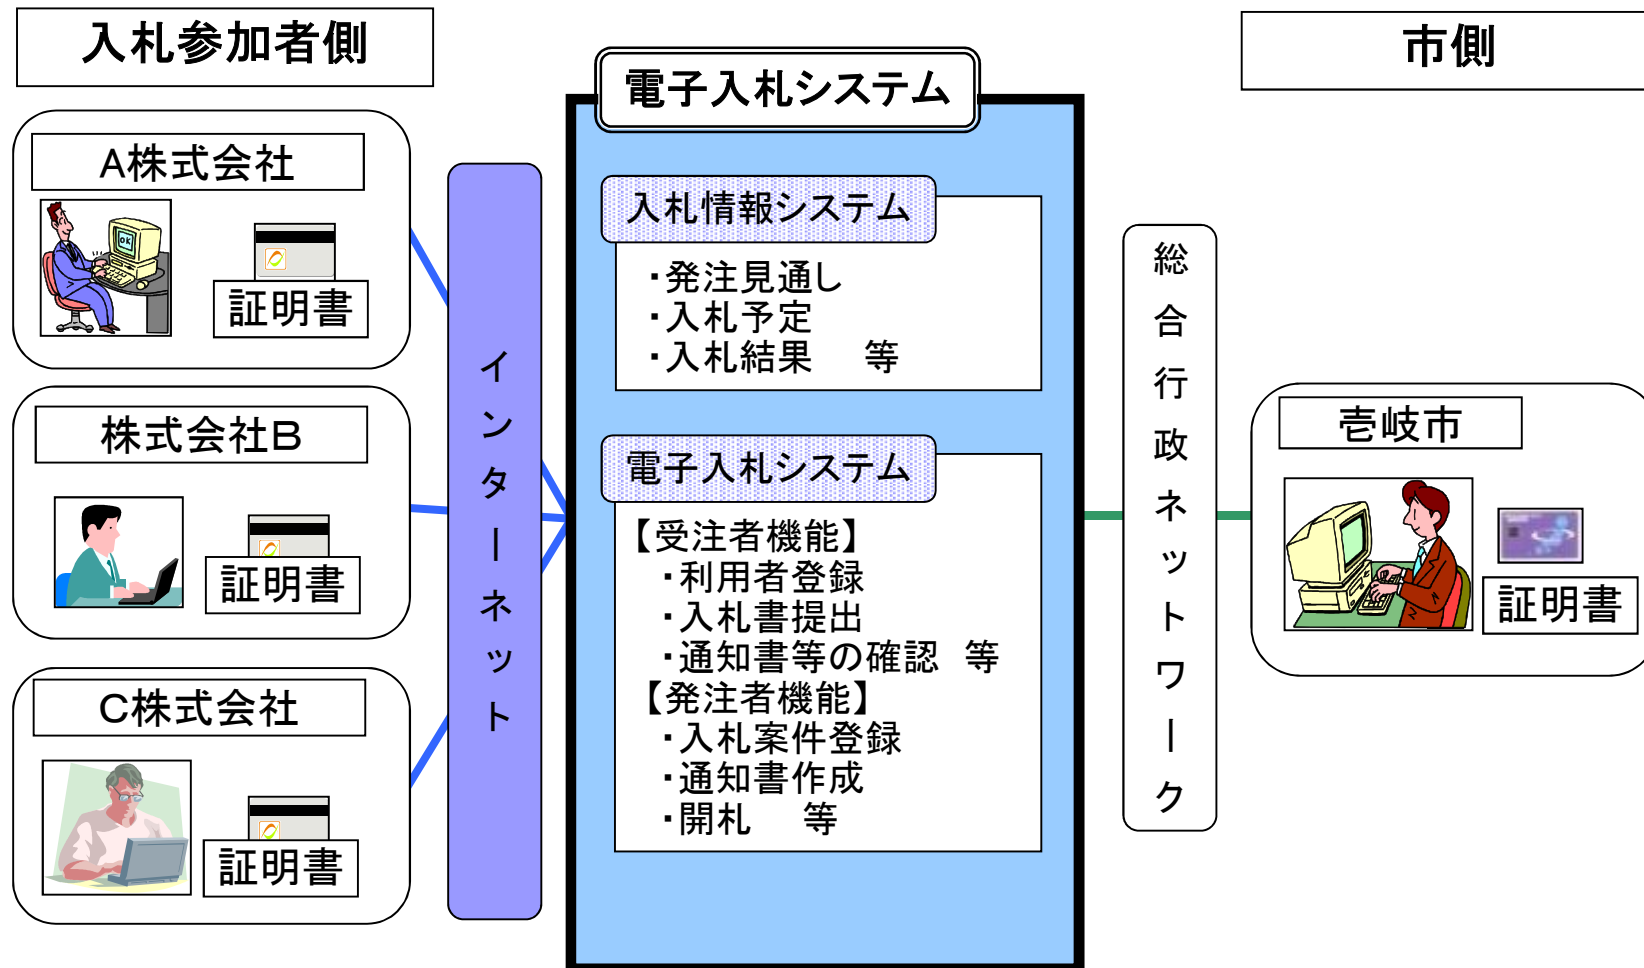 入札参加者側
A株式会社
証明書
株式会社B
証明書
C株式会社
証明書
インターネット
電子入札システム
入札情報システム
・発注見通し
・入札予定
・入札結果　等
電子入札システム
【受注者機能】
・利用者登録
・入札書提出
・通知書等の確認　等
【発注者機能】
・入札案件登録
・通知書作成
・開札　等
総合行政ネットワーク
市側
壱岐市
証明書
OK